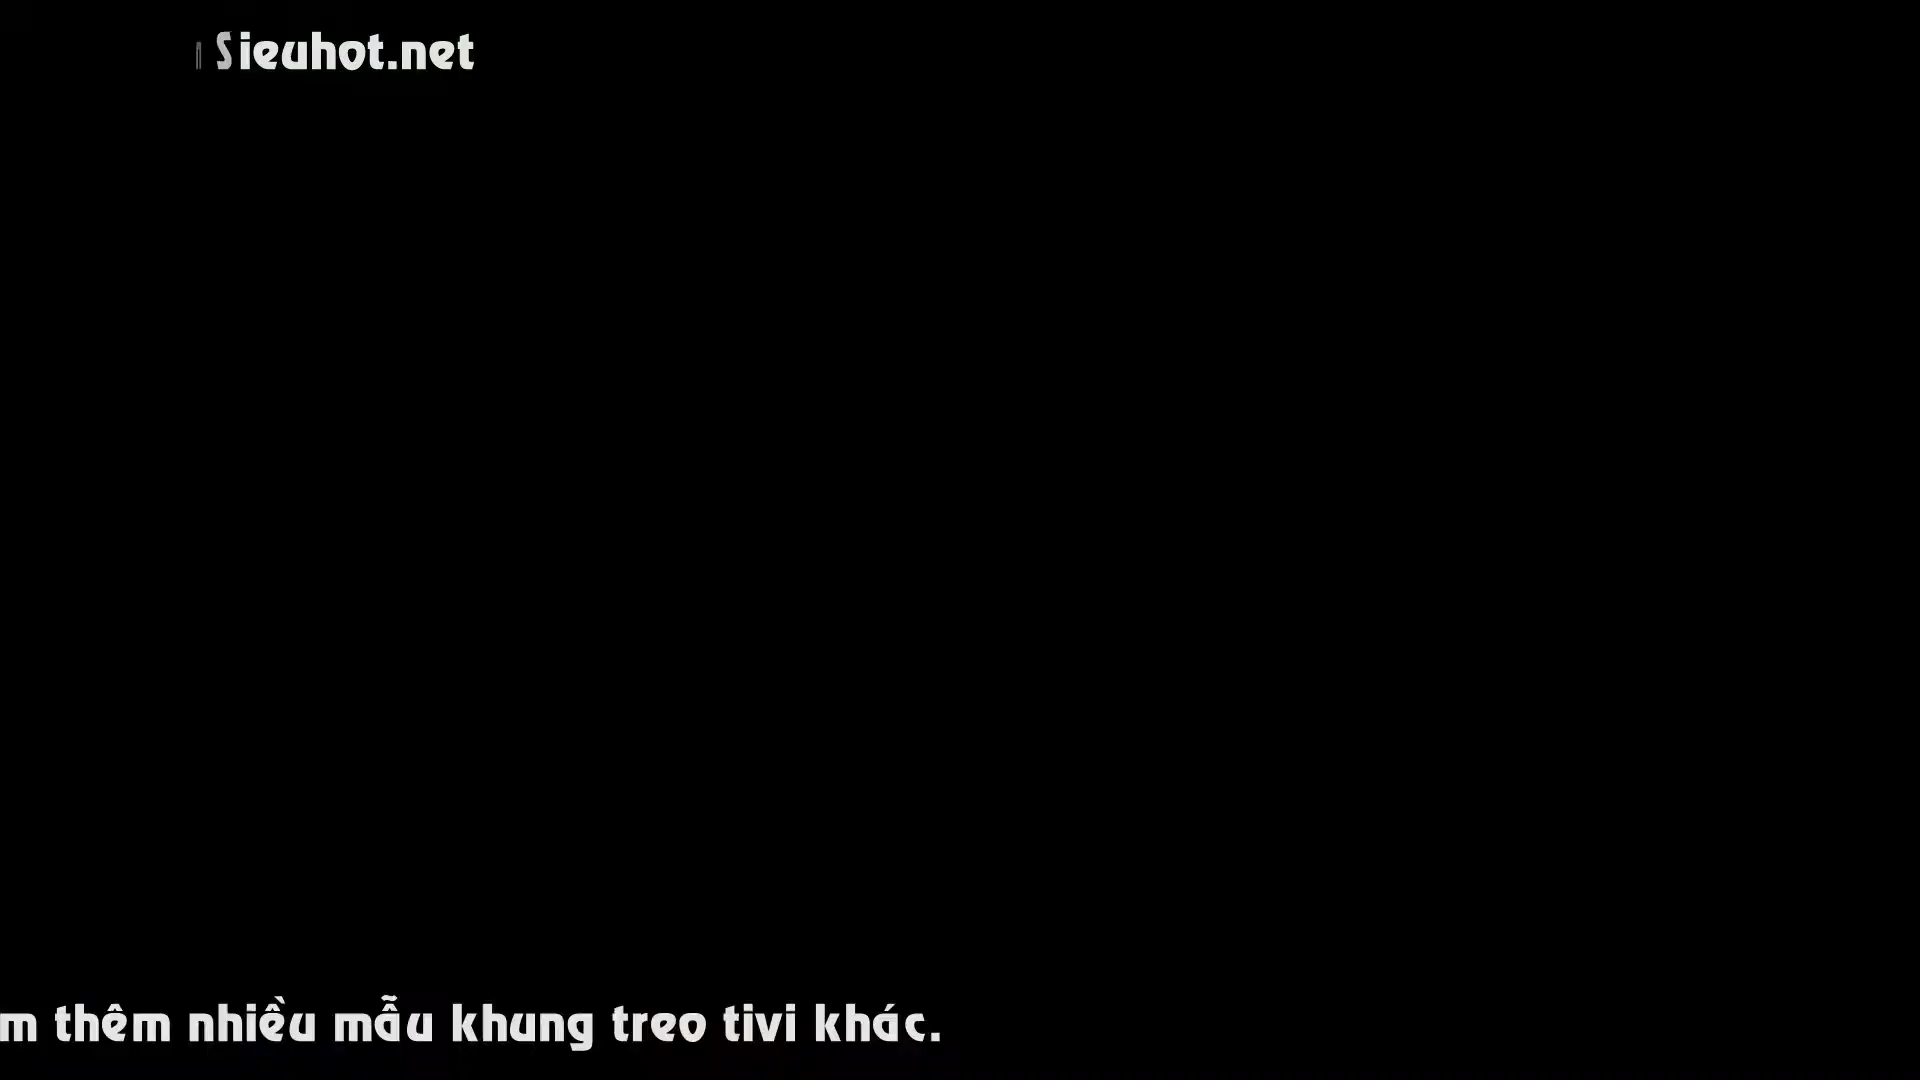 Sieuhot.net
thêm nhiều mẫu khung treo tivi khác.